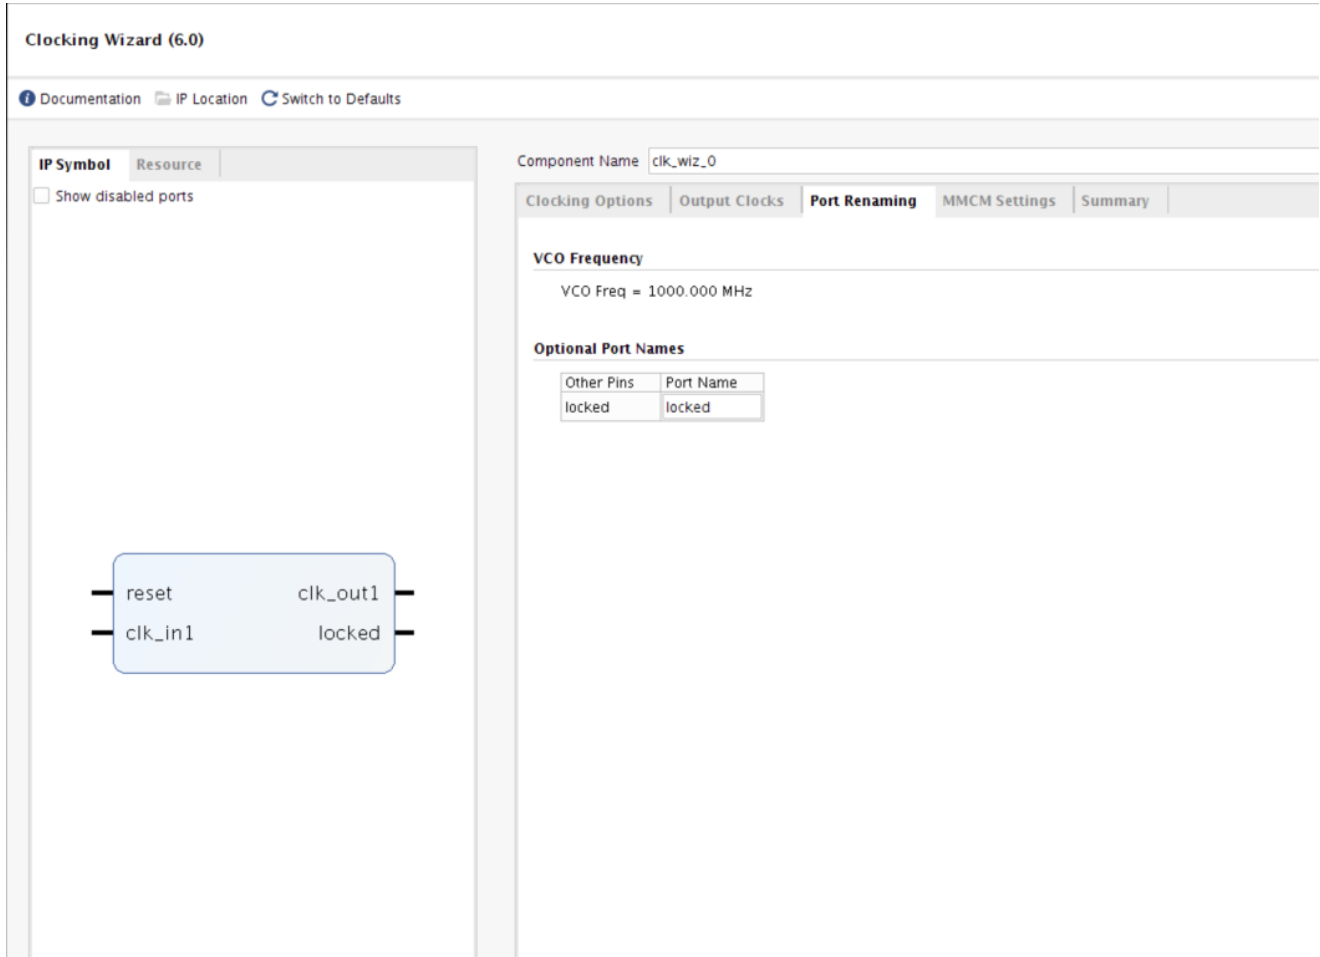 Clocking Wizard (6.0)
Documentation IP Location Switch to Defaults
IP Symbol Resource
Show disabled ports
reset clk_out1
clk_in1 locked
Component Name clk_wiz_0
Clocking Options Output Clocks Port Renaming MMCM Settings Summary
VCO Frequency
VCO Freq = 1000.000 MHz
Optional Port Names
Other Pins Port Name
locked locked